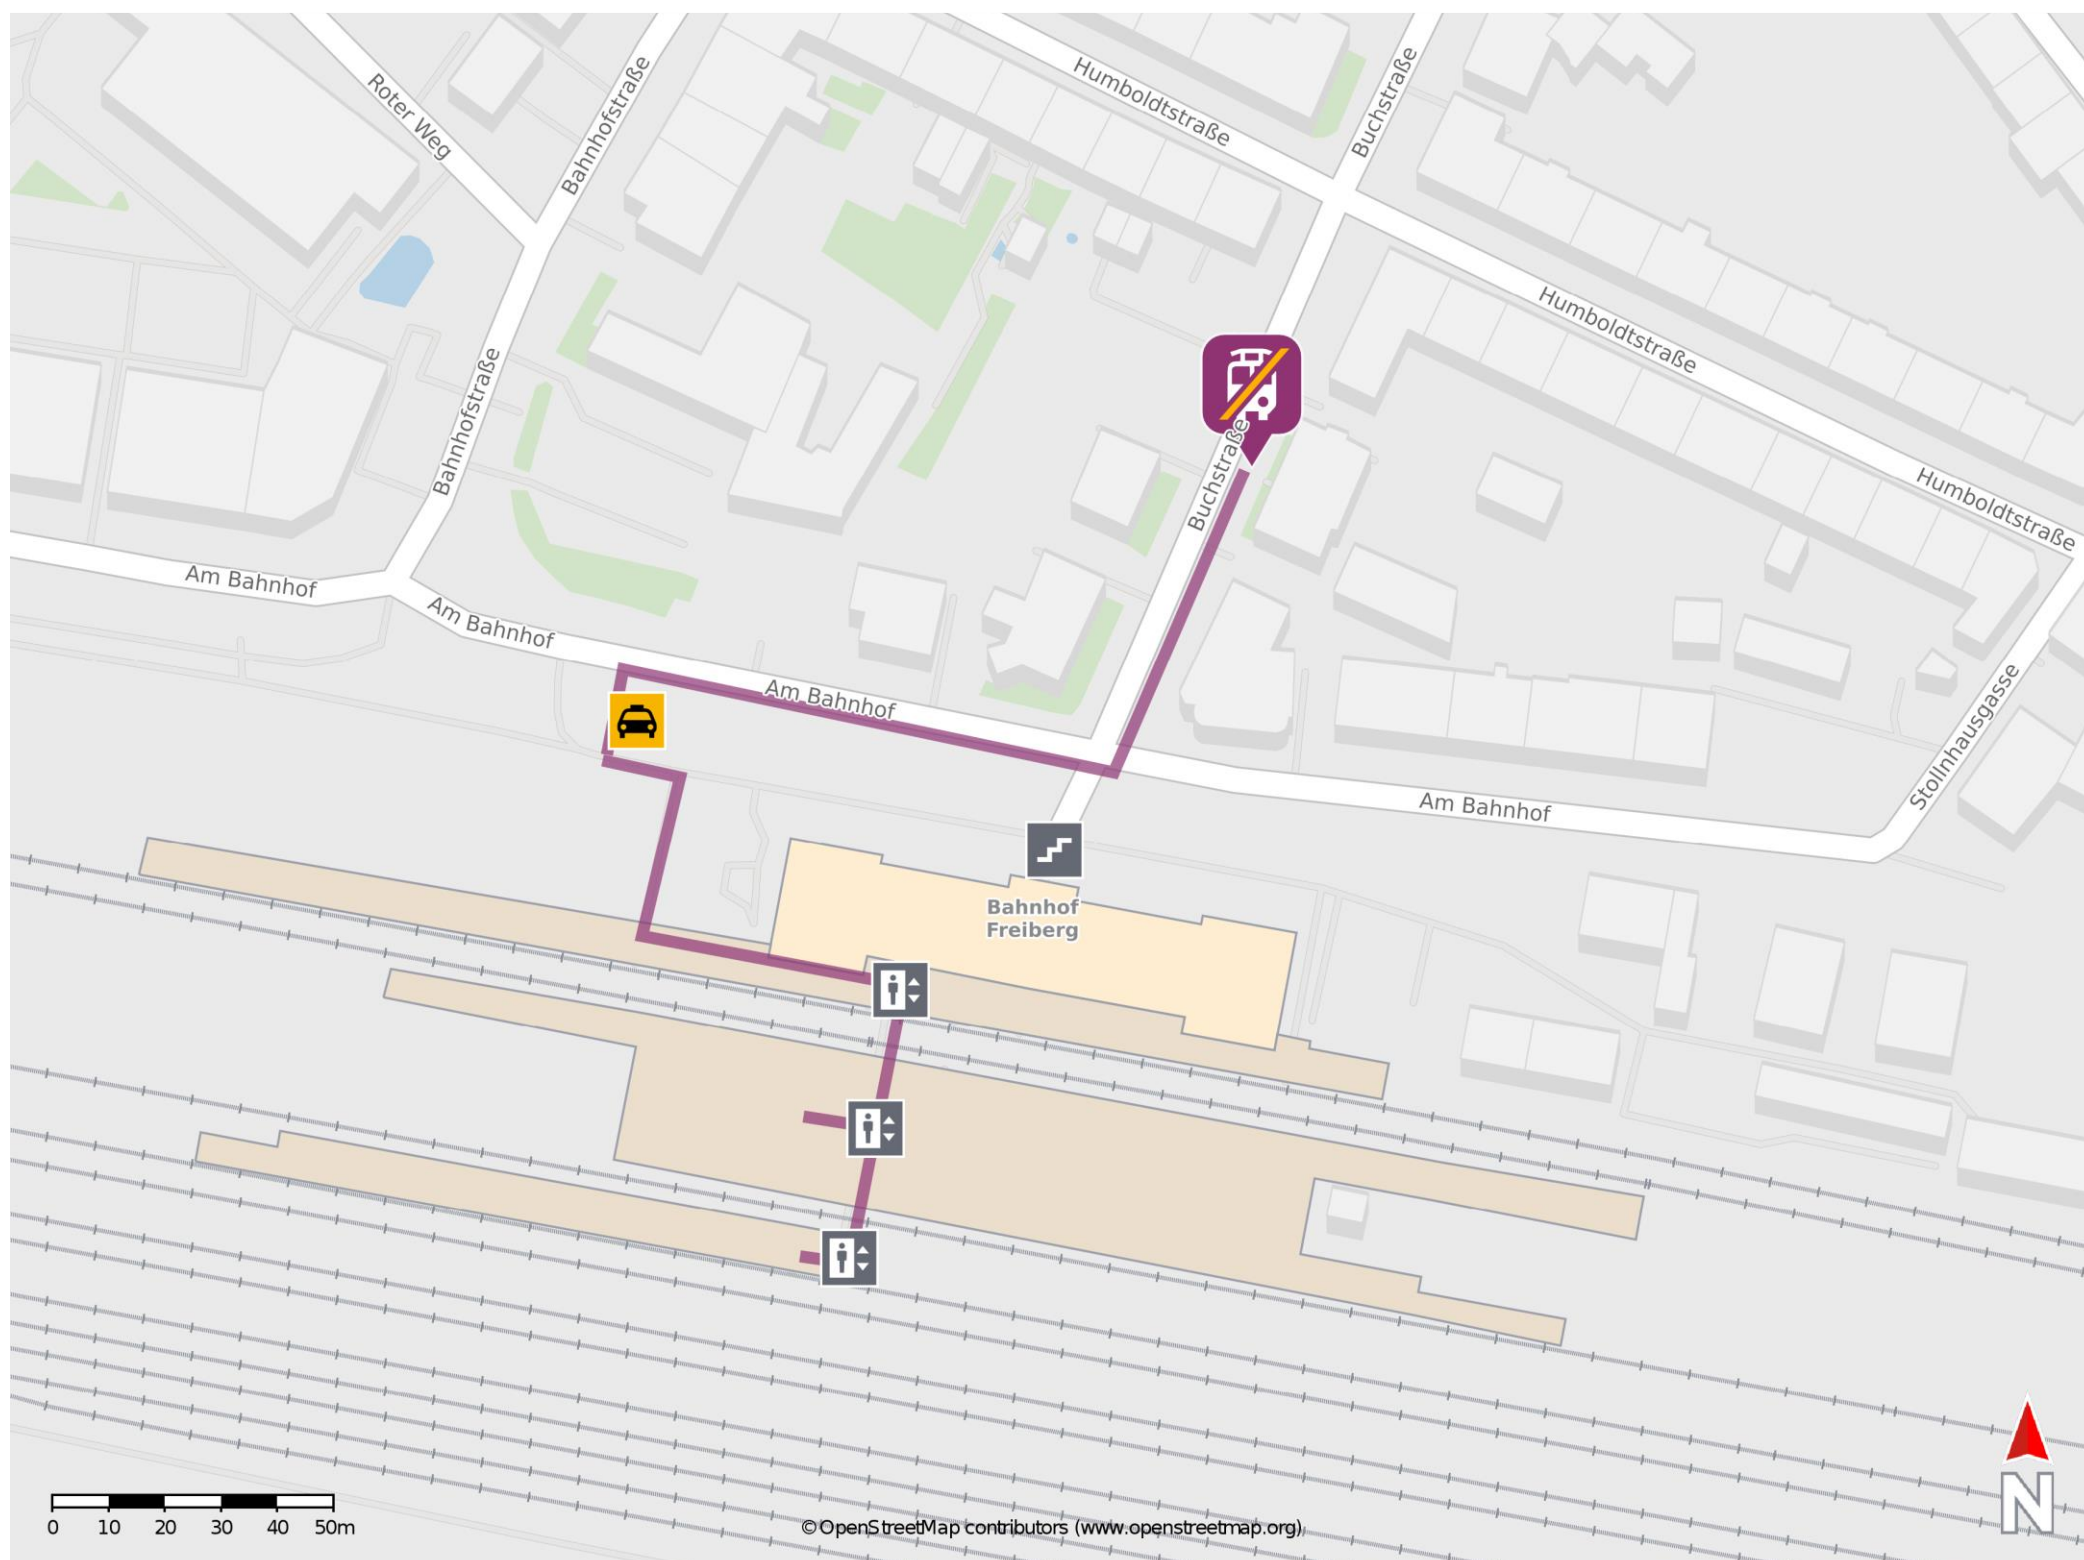 Roter Weg
Bahnhofstraße
Humboldtstraße
Buchstraße
Humboldtstraße
Bahnhofstraße
Buchstraße
Humboldtstraße
Am Bahnhof
Am Bahnhof
Am Bahnhof
Am Bahnhof
Stollnhausgasse
Bahnhof
Freiberg
N
0 10 20 30 40 50m
© OpenStreetMap contributors (www.openstreetmap.org)